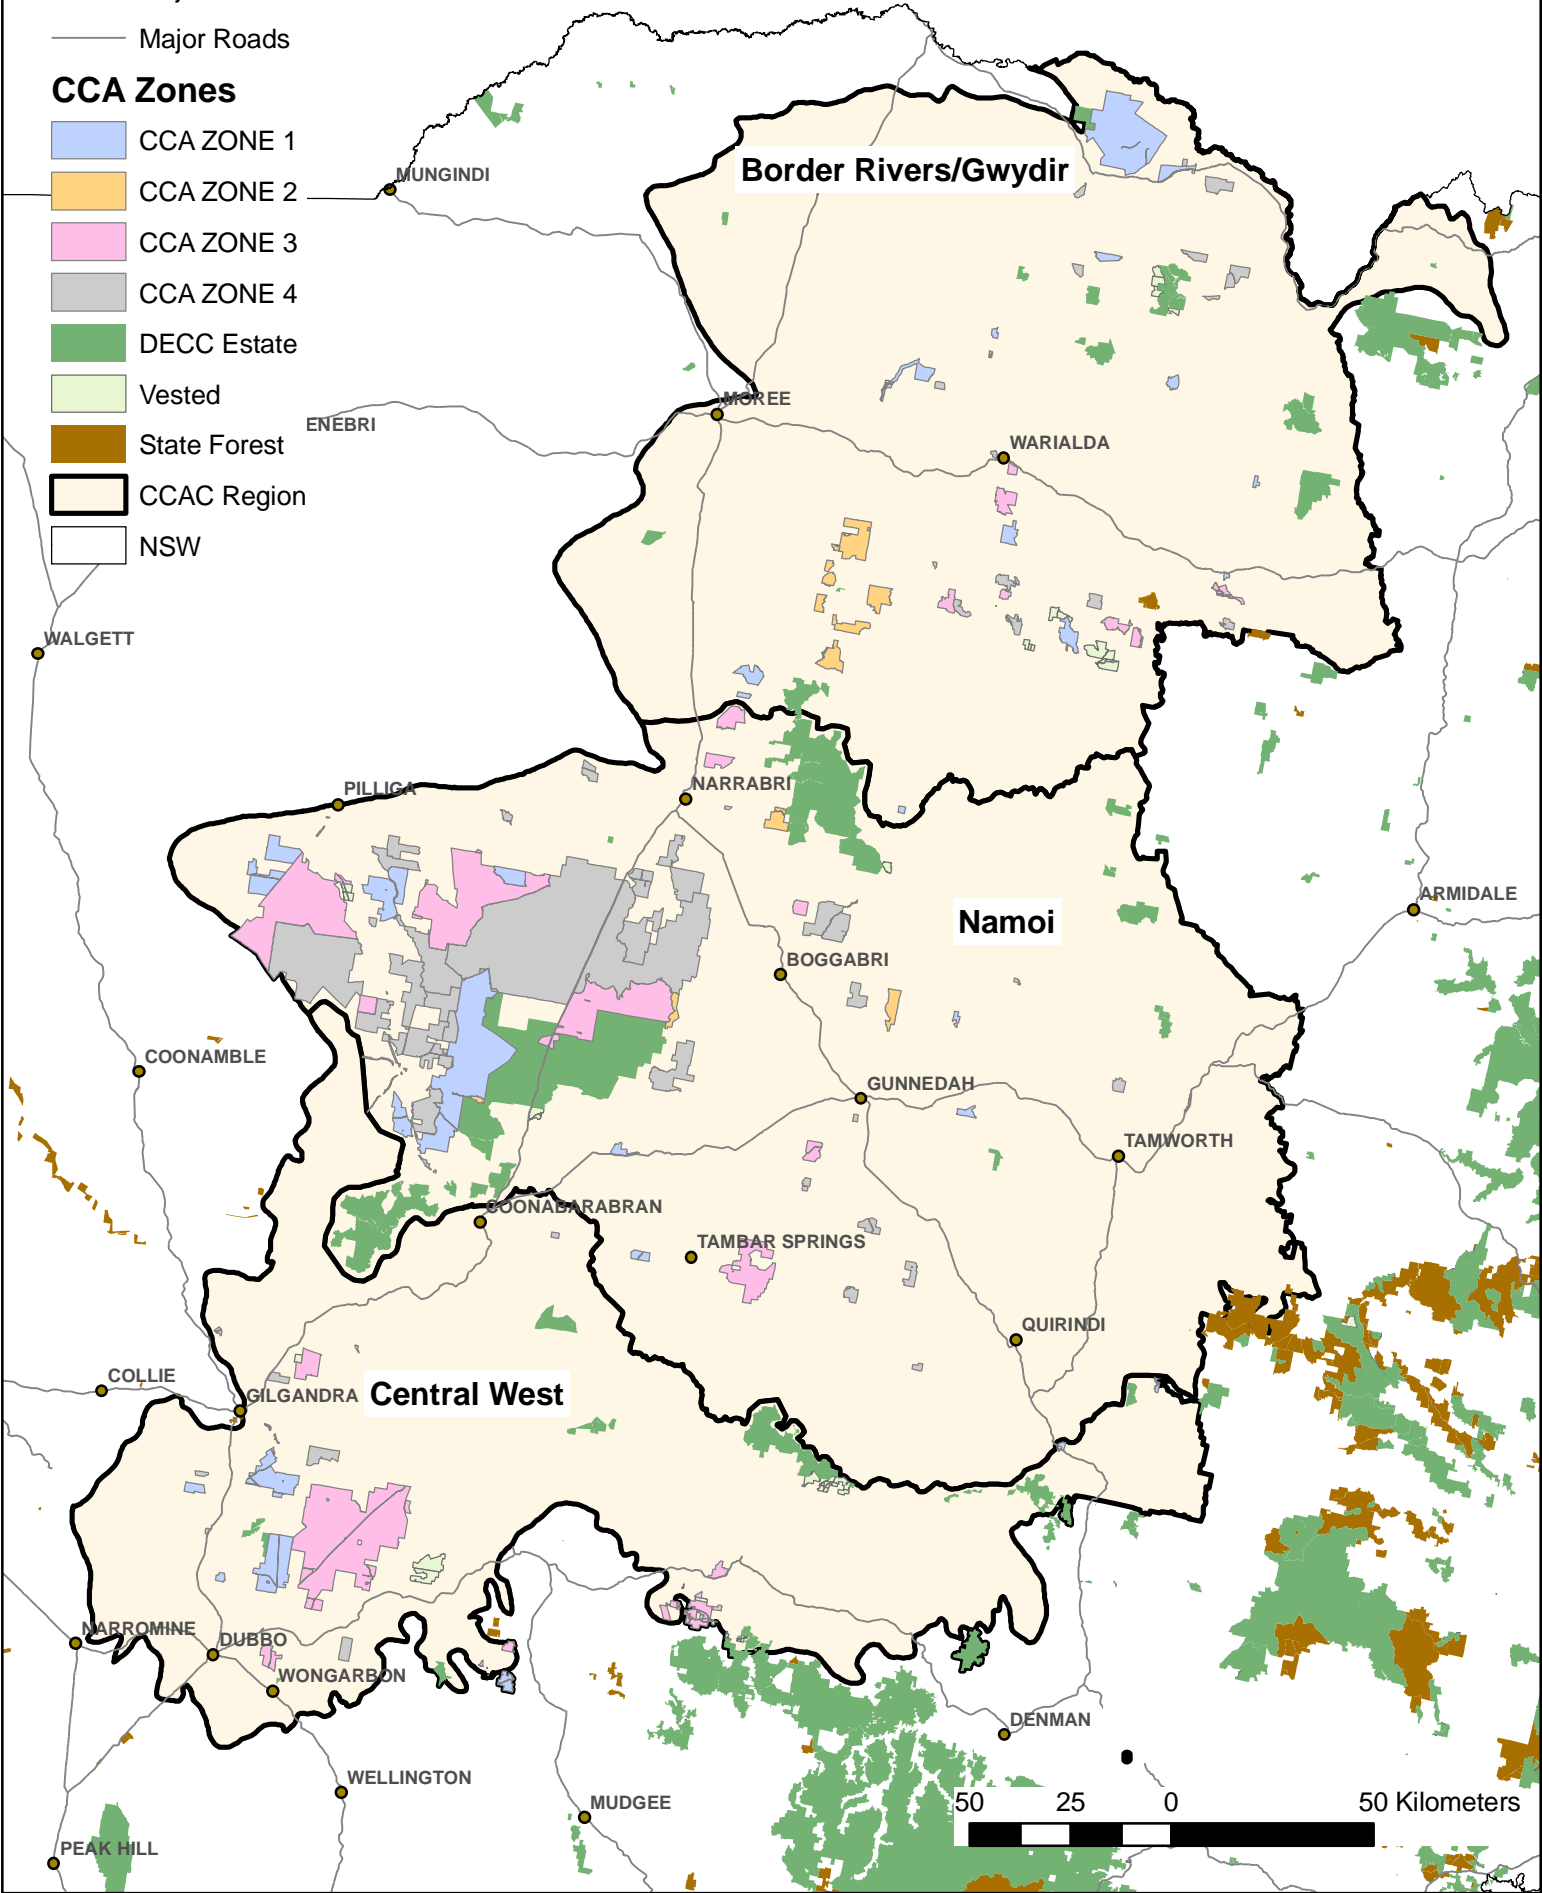 Major Roads
CCA Zones
CCA ZONE 1
CCA ZONE 2
CCA ZONE 3
CCA ZONE 4
DECC Estate
Vested
State Forest
CCAC Region
NSW
MUNGINDI
Border Rivers/Gwydir
MOREE
ENEBRI
WARIALDA
WALGETT
PILLIGA
NARRABRI
ARMIDALE
Namoi
BOGGABRI
COONAMBLE
GUNNEDAH
TAMWORTH
COONABARABRAN
TAMBAR SPRINGS
QUIRINDI
COLLIE
GILGANDRA
Central West
NARROMINE
DUBBO
WONGARBON
DENMAN
WELLINGTON
MUDGEE
50 25 0 50 Kilometers
PEAK HILL